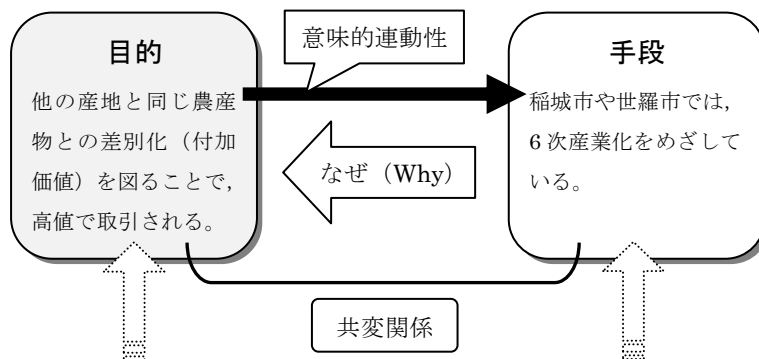 意味的連動性
目的
他の産地と同じ農産
物との差別化（付加
価値）を図ることで，
高値で取引される。
手段
稲城市や世羅市では，
6 次産業化をめざして
いる。
なぜ（Why）
共変関係